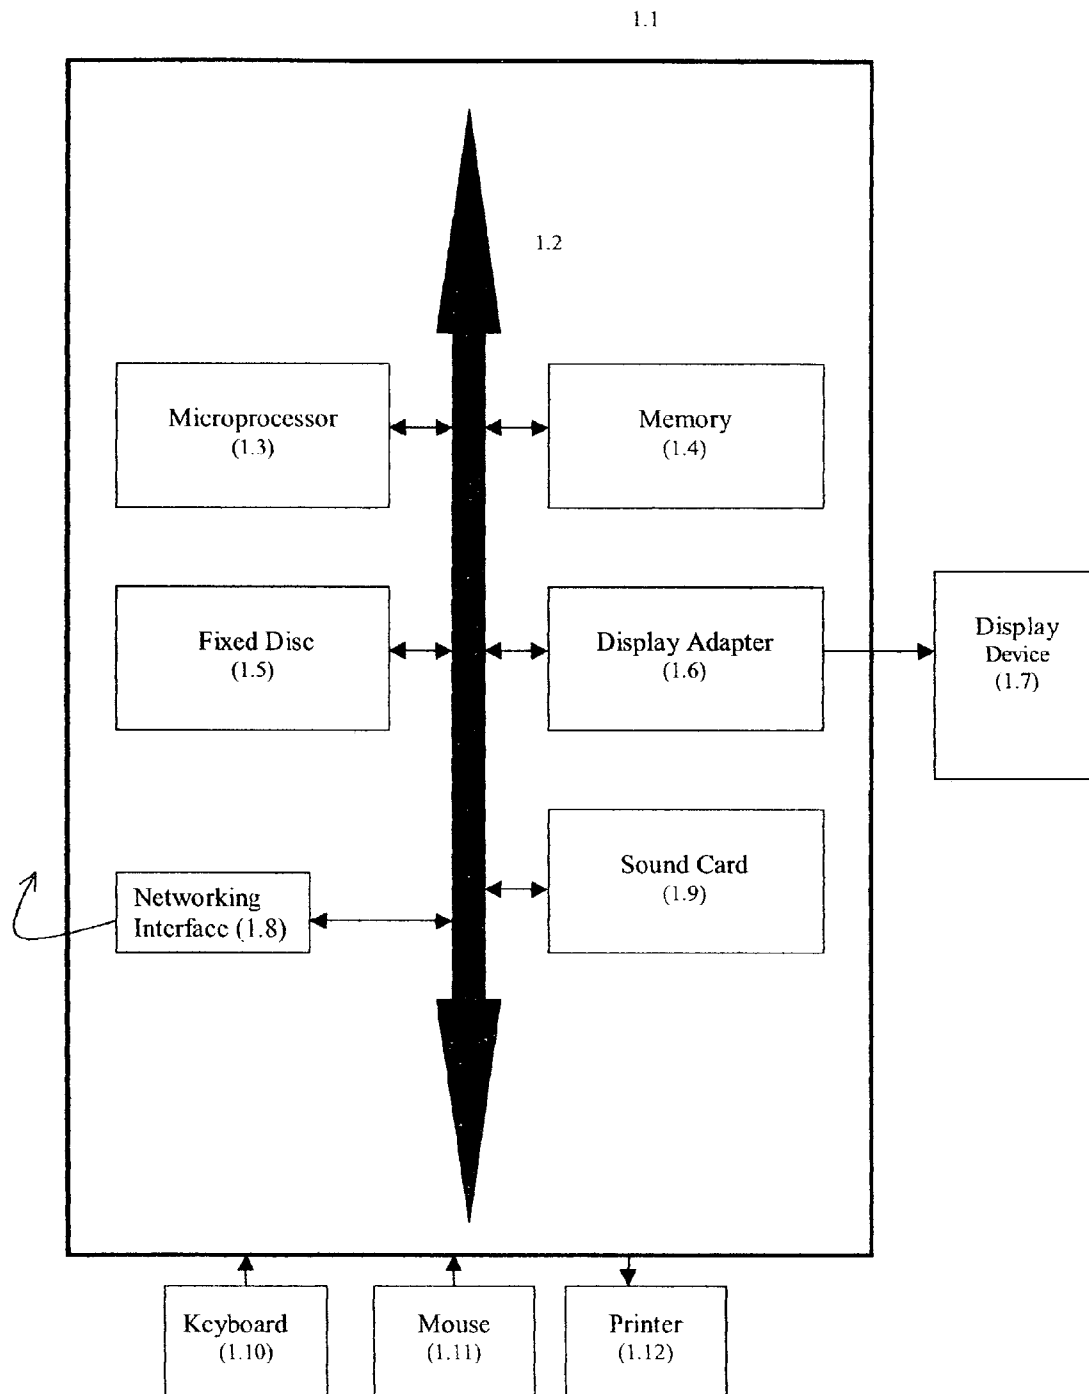 1.1
1.2
Microprocessor
(1.3)
Memory
(1.4)
Fixed Disc
(1.5)
Display Adapter
(1.6)
Display
Device
(1.7)
Networking
Interface (1.8)
Sound Card
(1.9)
Keyboard
(1.10)
Mouse
(1.11)
Printer
(1.12)